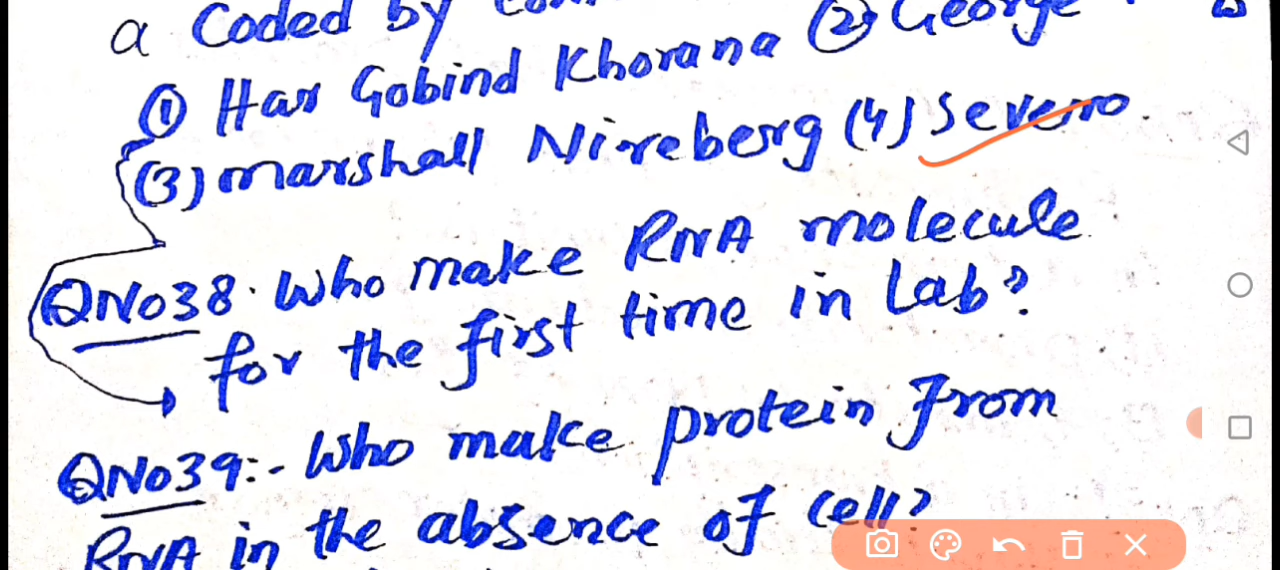 a Coded by
① Har Gobind Khorana ② George
(3) Marshall Nireberg (4) Severo.
QNo38. Who make RNA molecule
for the first time in Lab?
QNo39:- Who make protein from
RNA in the absence of cell?